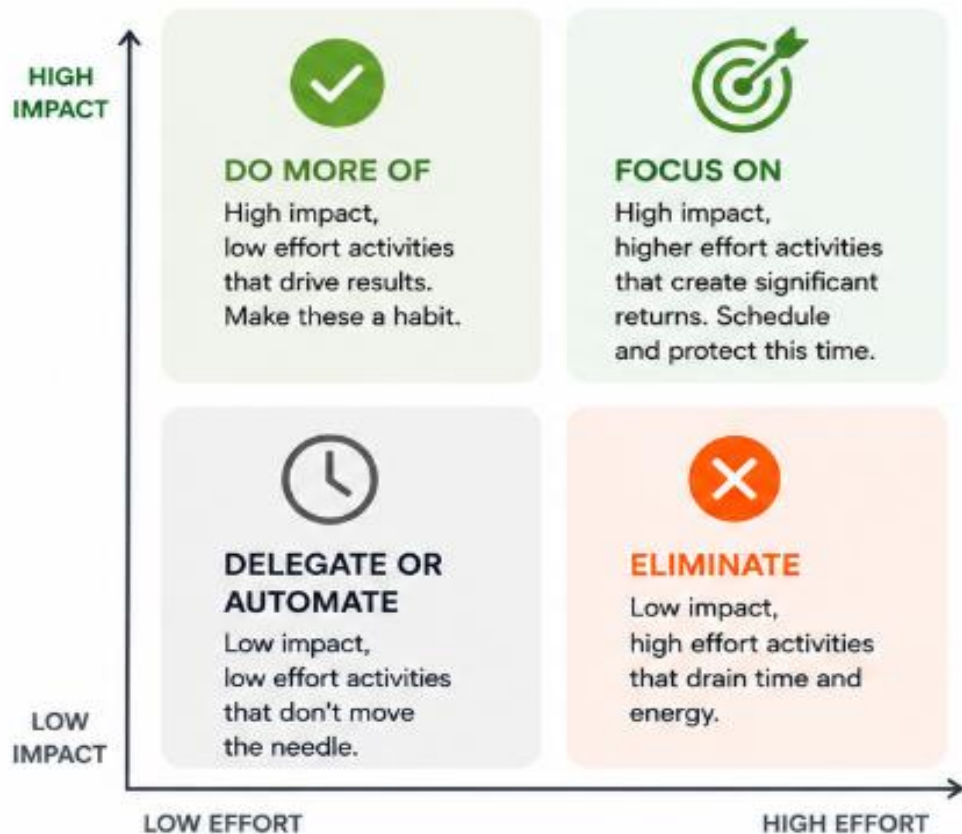 HIGH
IMPACT
DO MORE OF
High impact,
low effort activities
that drive results.
Make these a habit.
FOCUS ON
High impact,
higher effort activities
that create significant
returns. Schedule
and protect this time.
DELEGATE OR
AUTOMATE
Low impact,
low effort activities
that don't move
the needle.
ELIMINATE
Low impact,
high effort activities
that drain time and
energy.
LOW
IMPACT
LOW EFFORT
HIGH EFFORT